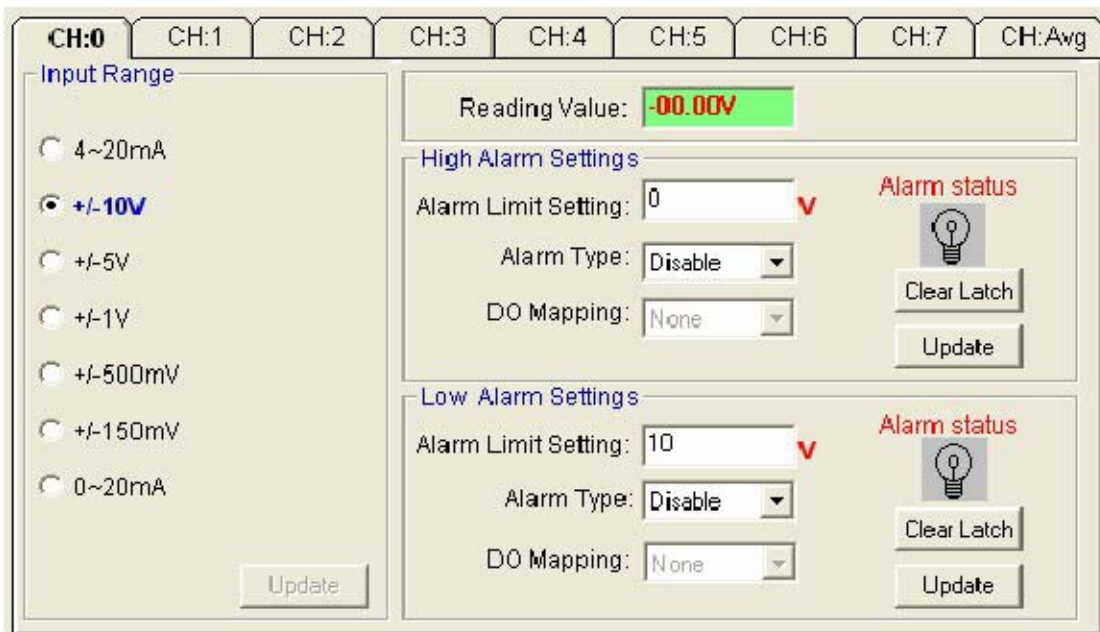 CH:0 CH:1 CH:2 CH:3 CH:4 CH:5 CH:6 CH:7 CH:Avg
Input Range
4~20mA
+/-10V
+/-5V
+/-1V
+/-500mV
+/-150mV
0~20mA
Update
Reading Value: -00.00V
High Alarm Settings
Alarm Limit Setting: 0 V
Alarm Type: Disable
DO Mapping: None
Alarm status
Clear Latch
Update
Low Alarm Settings
Alarm Limit Setting: 10 V
Alarm Type: Disable
DO Mapping: None
Alarm status
Clear Latch
Update